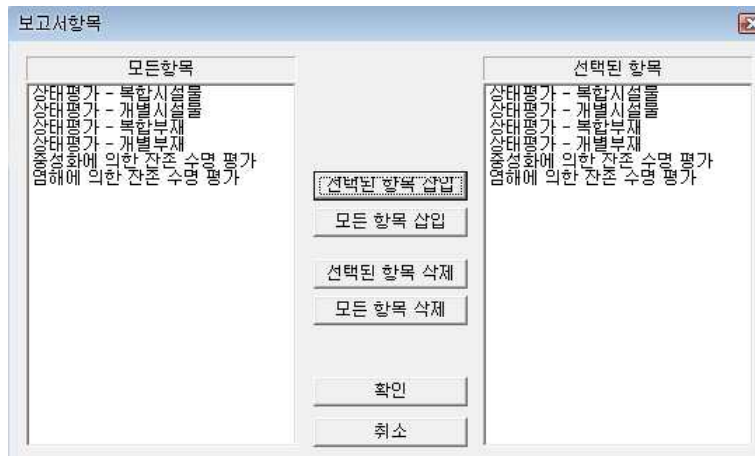 보고서항목
모든항목
상태평가 - 복합시설물
상태평가 - 개별시설물
상태평가 - 복합부재
상태평가 - 개별부재
중성화에 의한 잔존 수명 평가
염해에 의한 잔존 수명 평가
선택된 항목 삽입
모든 항목 삽입
선택된 항목 삭제
모든 항목 삭제
확인
취소
선택된 항목
상태평가 - 복합시설물
상태평가 - 개별시설물
상태평가 - 복합부재
상태평가 - 개별부재
중성화에 의한 잔존 수명 평가
염해에 의한 잔존 수명 평가